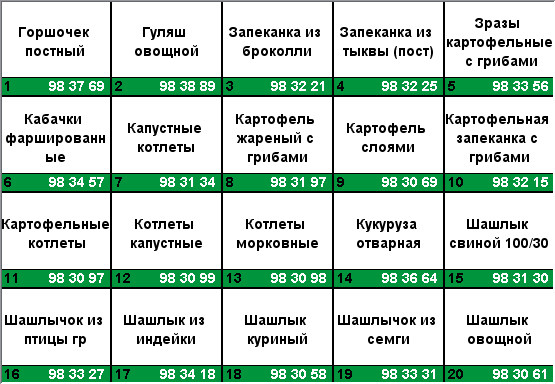 Горшочек
постный
1 98 37 69
Гуляш
овощной
2 98 38 89
Запеканка из
броколли
3 98 32 21
Запеканка из
тыквы (пост)
4 98 32 25
Зразы
картофельные
с грибами
5 98 33 56
Кабачки
фаршированн
ые
6 98 34 57
Капустные
котлеты
7 98 31 34
Картофель
жареный с
грибами
8 98 31 97
Картофель
слоями
9 98 30 69
Картофельная
запеканка с
грибами
10 98 32 15
Картофельные
котлеты
11 98 30 97
Котлеты
капустные
12 98 30 99
Котлеты
морковные
13 98 30 98
Кукуруза
отварная
14 98 36 64
Шашлык
свиной 100/30
15 98 31 30
Шашлычок из
птицы гр
16 98 33 27
Шашлык из
индейки
17 98 34 18
Шашлык
куриный
18 98 30 58
Шашлычок из
семги
19 98 33 31
Шашлык
овощной
20 98 30 61